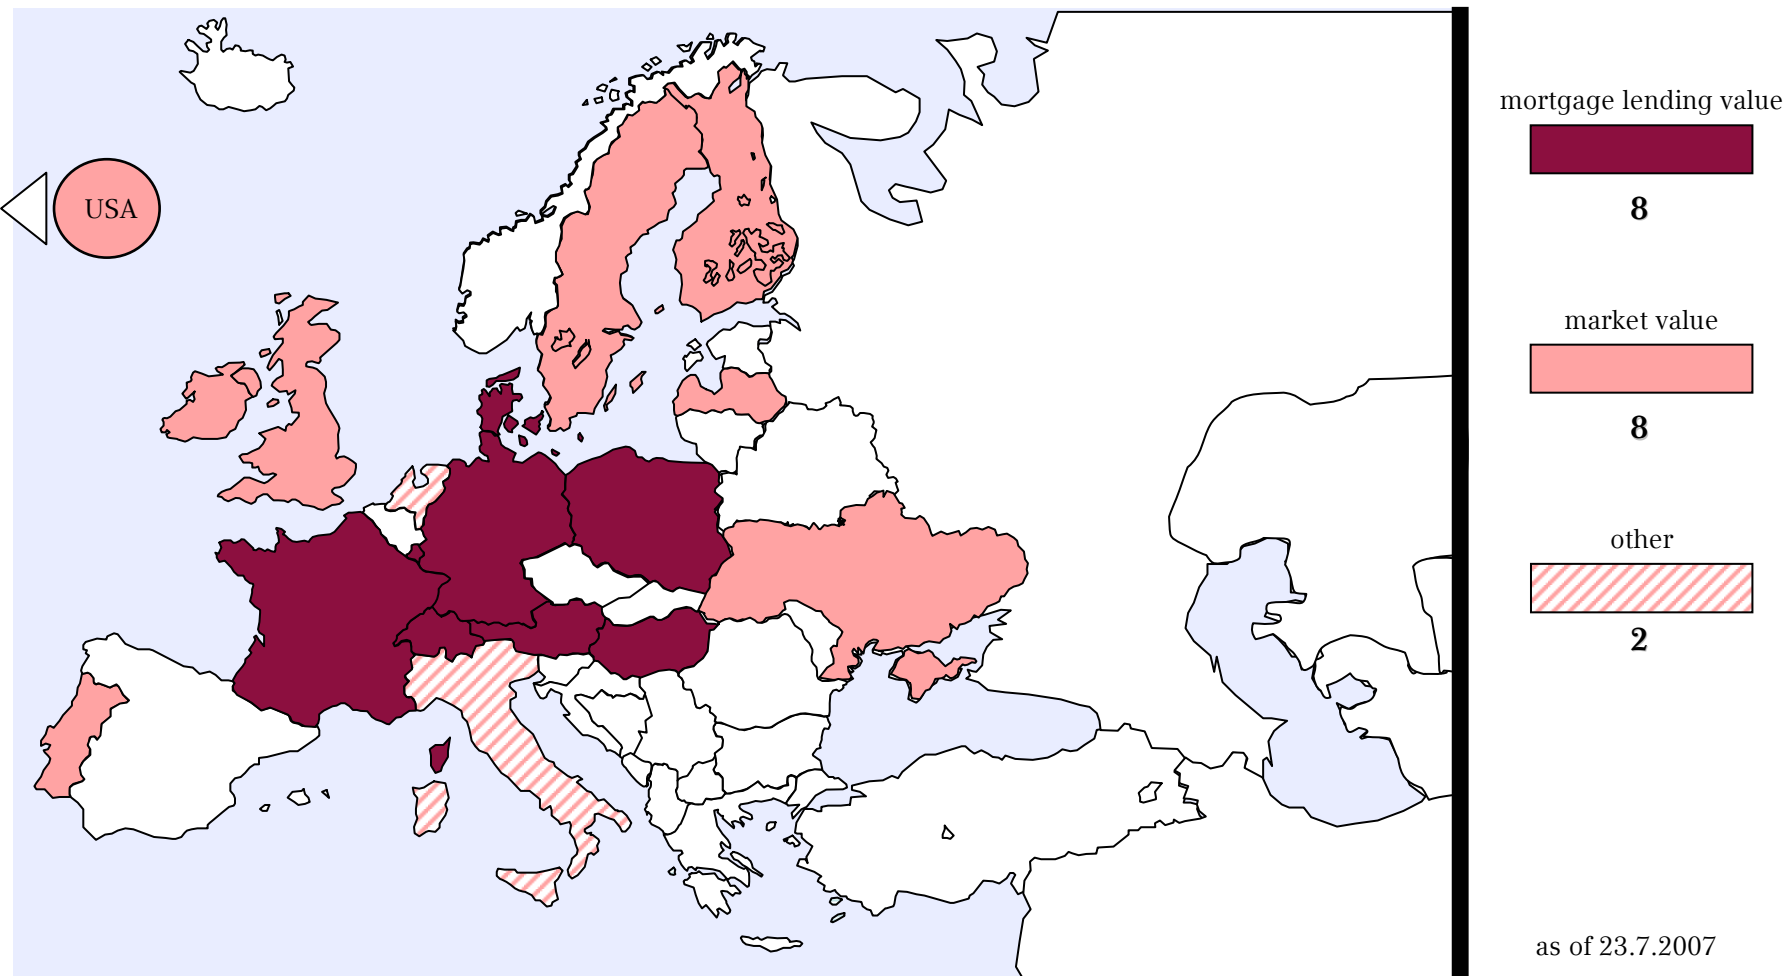 USA
mortgage lending value
8
market value
8
other
2
as of 23.7.2007